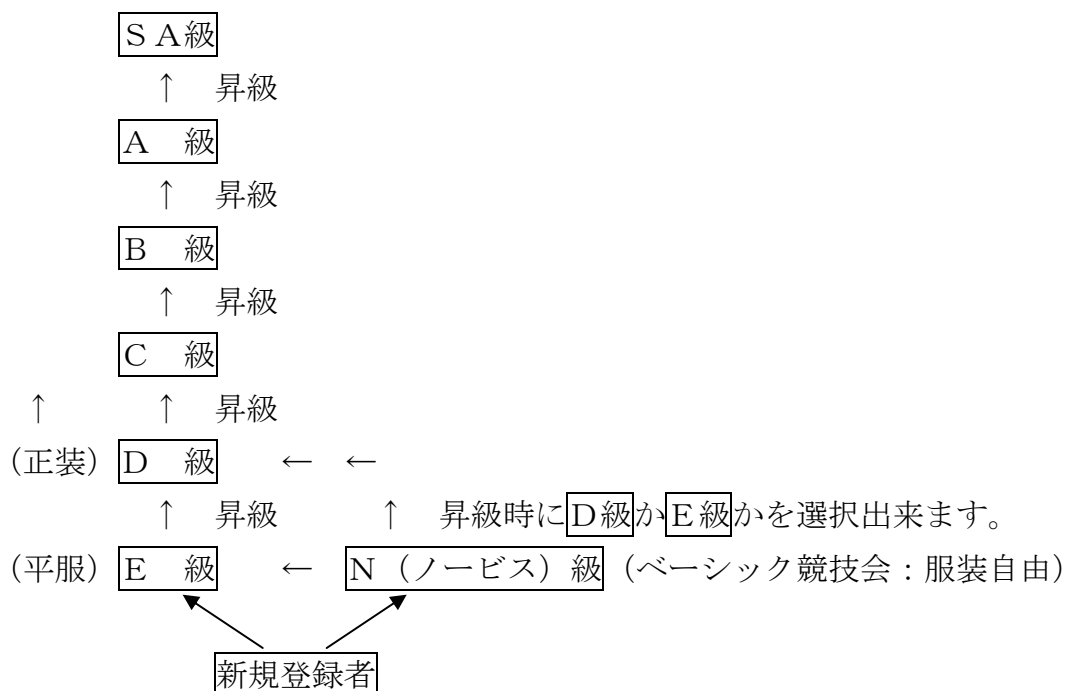 ＳＡ級
↑ 昇級
Ａ 級
↑ 昇級
Ｂ 級
↑ 昇級
Ｃ 級
↑ ↑ 昇級
（正装） Ｄ 級 ← ←
↑ 昇級 ↑ 昇級時にＤ級かＥ級かを選択出来ます。
（平服） Ｅ 級 ← Ｎ（ノービス）級（ベーシック競技会：服装自由）
新規登録者